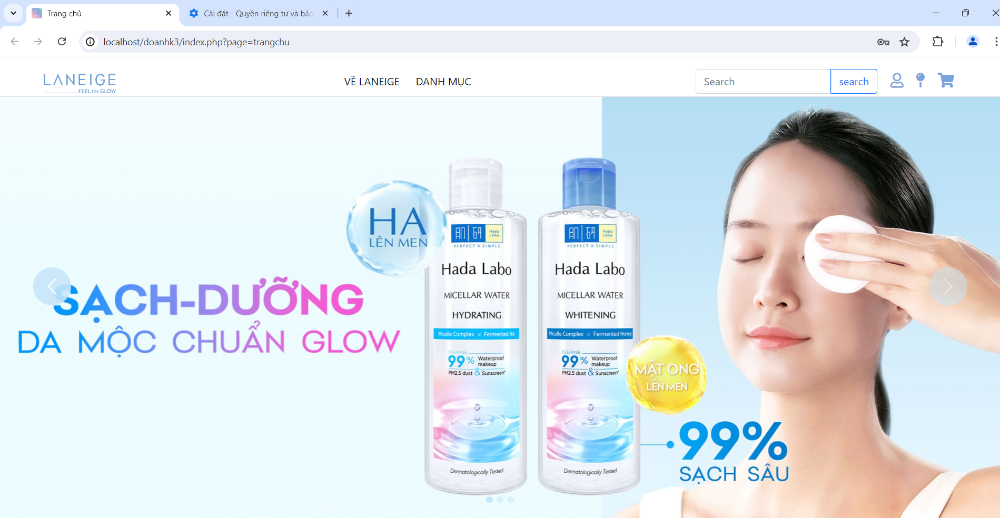 Trang chủ
Cài đặt - Quyền riêng tư và bảo
localhost/doanhk3/index.php?page=trangchu
LANEIGE
FEEL the GLOW
VỀ LANEIGE
DANH MỤC
Search
search
HA
LÊN MEN
SẠCH-DƯỠNG
DA MỘC CHUẨN GLOW
Hada Labo
PERFECT X SIMPLE
Hada Labo
MICELLAR WATER
HYDRATING
Micelle Complex × Fermented HA
CLEANSE
99% Waterproof makeup
PM2.5 dust & Sunscreen*
Dermatologically Tested
Hada Labo
PERFECT X SIMPLE
Hada Labo
MICELLAR WATER
WHITENING
Micelle Complex × Fermented Honey
CLEANSE
99% Waterproof makeup
PM2.5 dust & Sunscreen*
Dermatologically Tested
MẬT ONG
LÊN MEN
99%
SẠCH SÂU